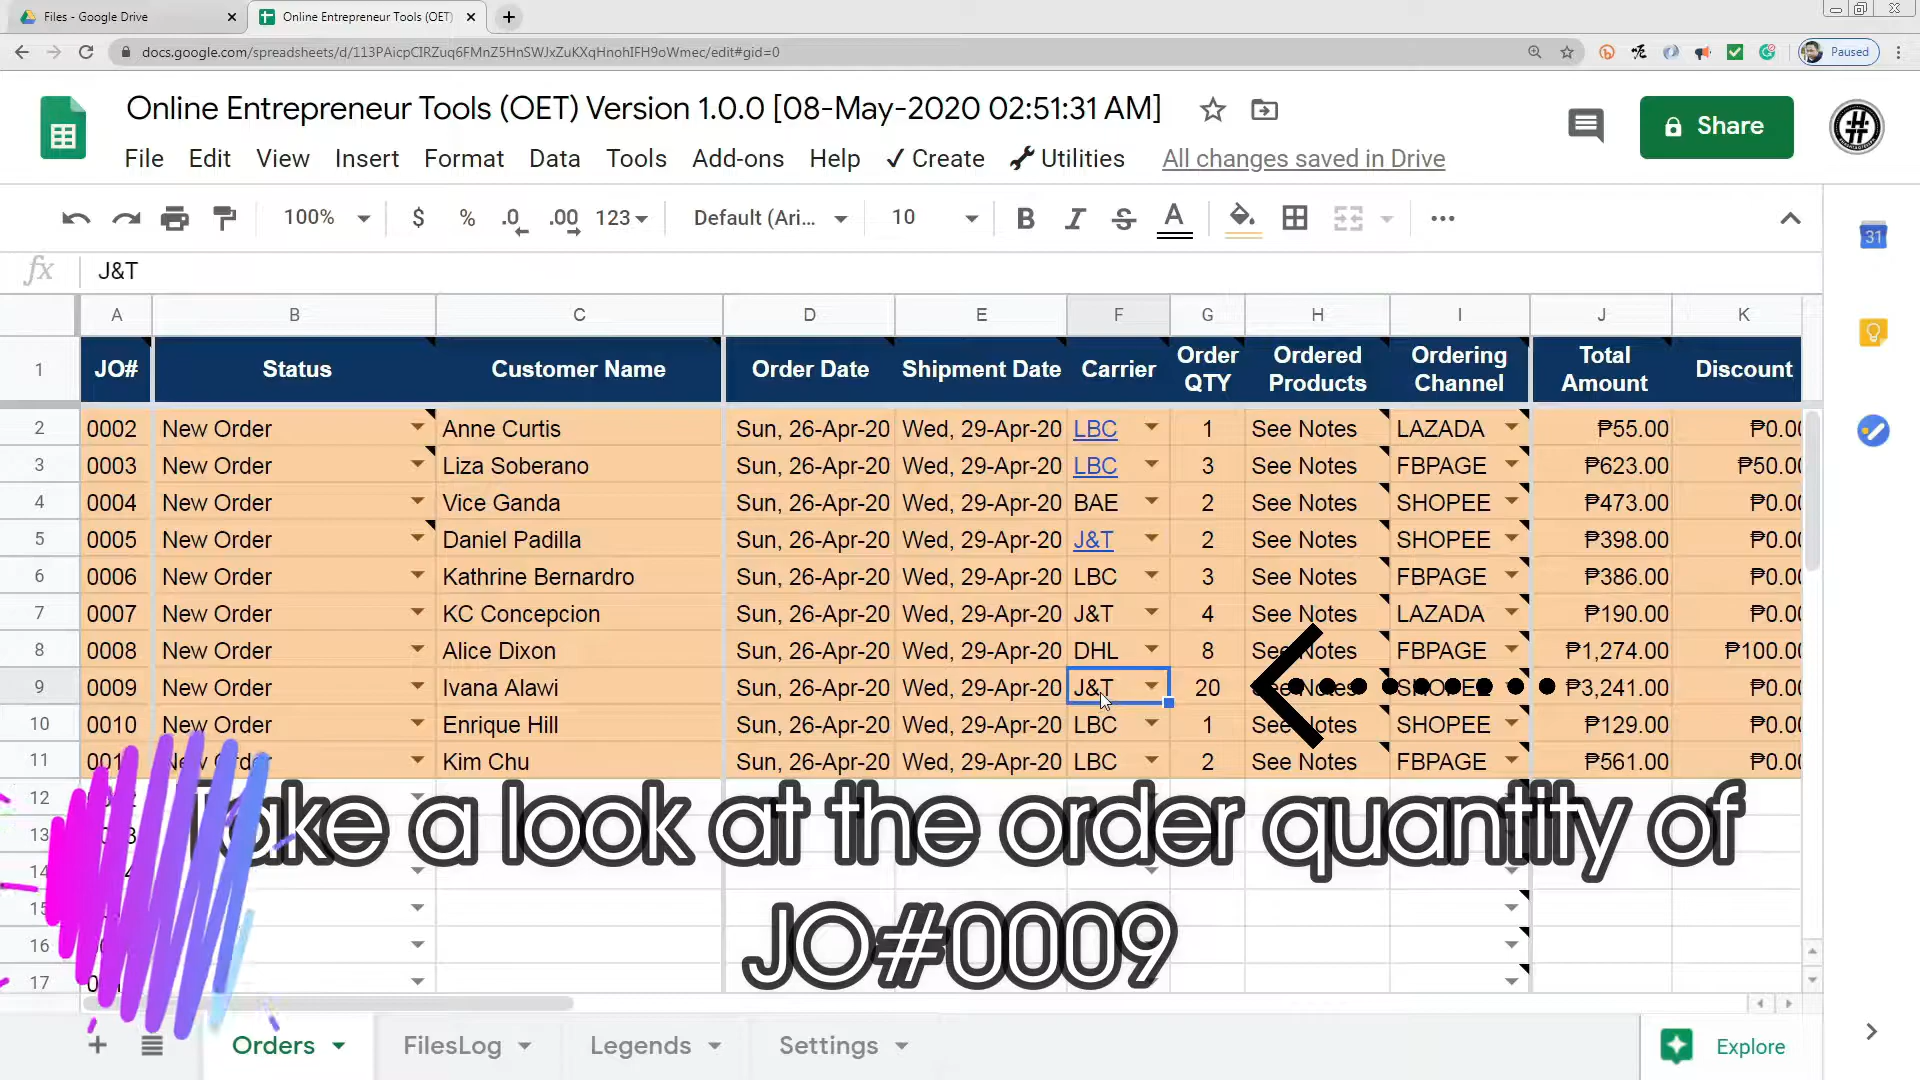 Files - Google Drive
Online Entrepreneur Tools (OET)
docs.google.com/spreadsheets/d/113PAicpCIRZuq6FMnZ5HnSWJxZuKXqHnohIFH9oWmec/edit#gid=0
Paused
Online Entrepreneur Tools (OET) Version 1.0.0 [08-May-2020 02:51:31 AM]
Share
File Edit View Insert Format Data Tools Add-ons Help ✓ Create Utilities All changes saved in Drive
100% $ % .0 .00 123 Default (Ari... 10 B I S A ...
31
fx J&T
A B C D E F G H I J K
1 JO# Status Customer Name Order Date Shipment Date Carrier Order QTY Ordered Products Ordering Channel Total Amount Discount
2 0002 New Order Anne Curtis Sun, 26-Apr-20 Wed, 29-Apr-20 LBC 1 See Notes LAZADA ₱55.00 ₱0.00
3 0003 New Order Liza Soberano Sun, 26-Apr-20 Wed, 29-Apr-20 LBC 3 See Notes FBPAGE ₱623.00 ₱50.00
4 0004 New Order Vice Ganda Sun, 26-Apr-20 Wed, 29-Apr-20 BAE 2 See Notes SHOPEE ₱473.00 ₱0.00
5 0005 New Order Daniel Padilla Sun, 26-Apr-20 Wed, 29-Apr-20 J&T 2 See Notes SHOPEE ₱398.00 ₱0.00
6 0006 New Order Kathrine Bernardro Sun, 26-Apr-20 Wed, 29-Apr-20 LBC 3 See Notes FBPAGE ₱386.00 ₱0.00
7 0007 New Order KC Concepcion Sun, 26-Apr-20 Wed, 29-Apr-20 J&T 4 See Notes LAZADA ₱190.00 ₱0.00
8 0008 New Order Alice Dixon Sun, 26-Apr-20 Wed, 29-Apr-20 DHL 8 See Notes FBPAGE ₱1,274.00 ₱100.00
9 0009 New Order Ivana Alawi Sun, 26-Apr-20 Wed, 29-Apr-20 J&T 20 See Notes SHOPEE ₱3,241.00 ₱0.00
10 0010 New Order Enrique Hill Sun, 26-Apr-20 Wed, 29-Apr-20 LBC 1 See Notes SHOPEE ₱129.00 ₱0.00
11 New Order Kim Chu Sun, 26-Apr-20 Wed, 29-Apr-20 LBC 2 See Notes FBPAGE ₱561.00 ₱0.00
12
13
14
15
16
17
Take a look at the order quantity of
JO#0009
Orders FilesLog Legends Settings Explore